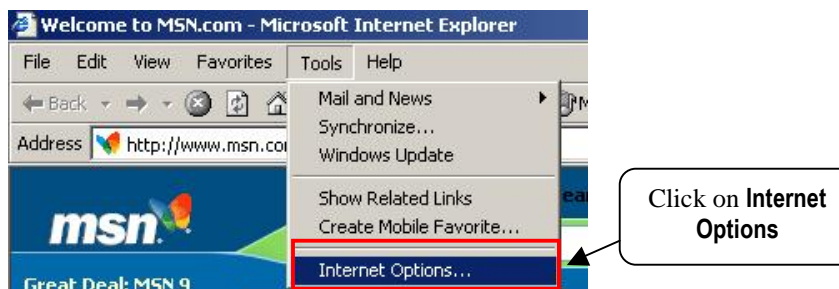 Welcome to MSN.com - Microsoft Internet Explorer
File Edit View Favorites Tools Help
Back
Mail and News
Synchronize...
Address http://www.msn.co
Windows Update
Show Related Links
Create Mobile Favorite...
msn
Internet Options...
Great Deal: MSN 9
Click on Internet
Options